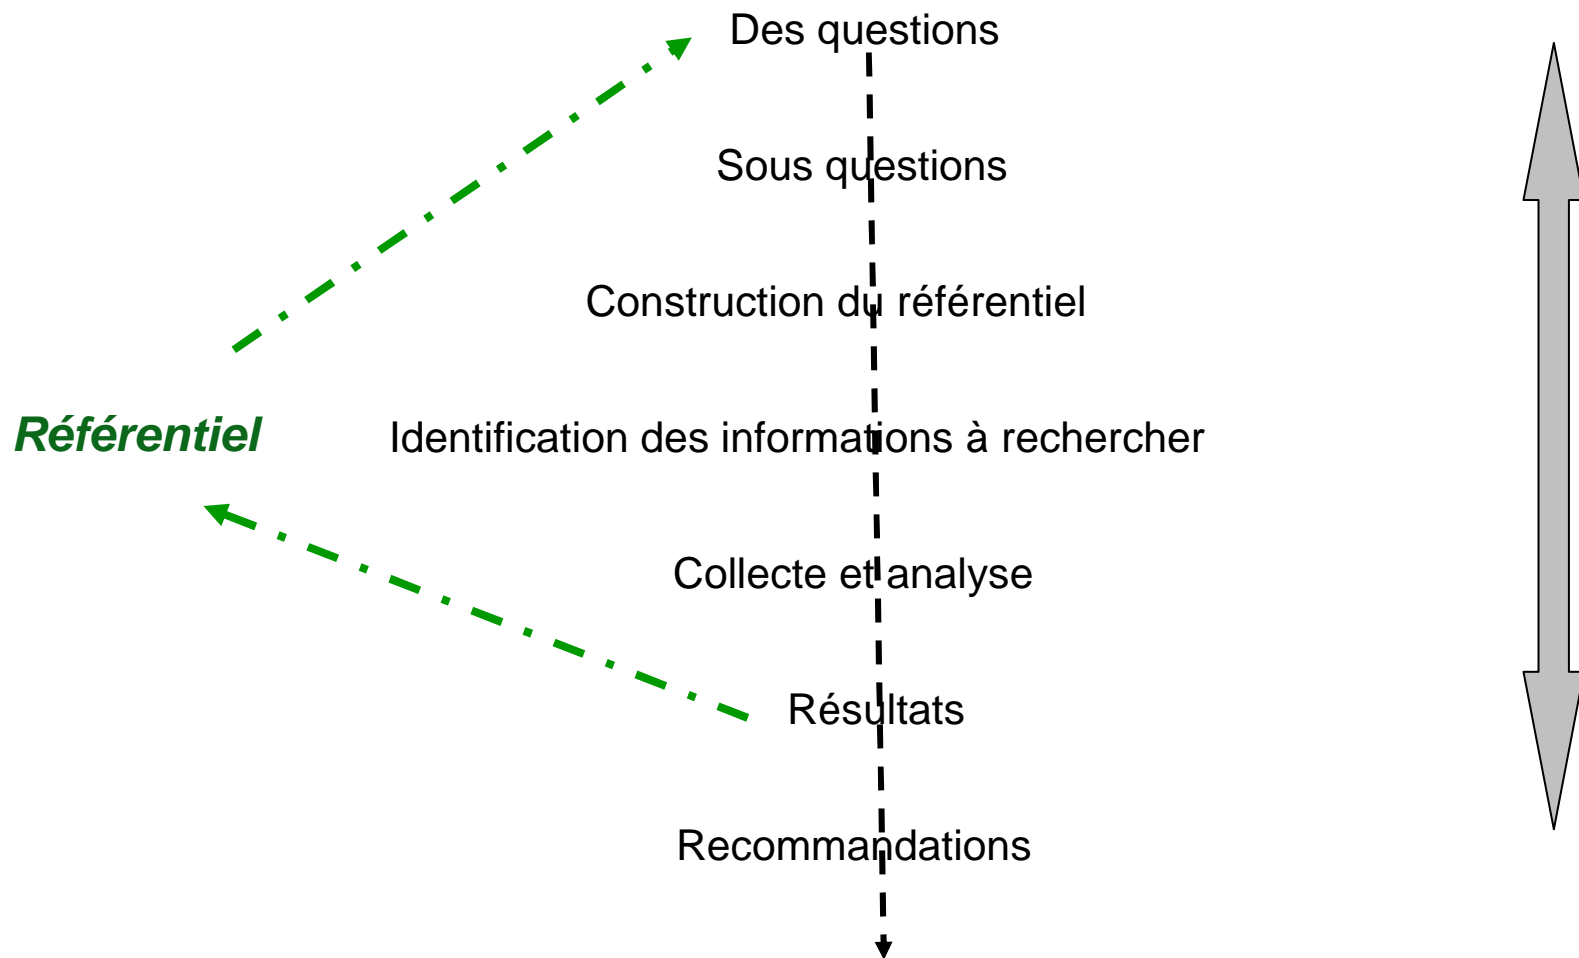 Des questions
Sous questions
Construction du référentiel
Référentiel
Identification des informations à rechercher
Collecte et analyse
Résultats
Recommandations